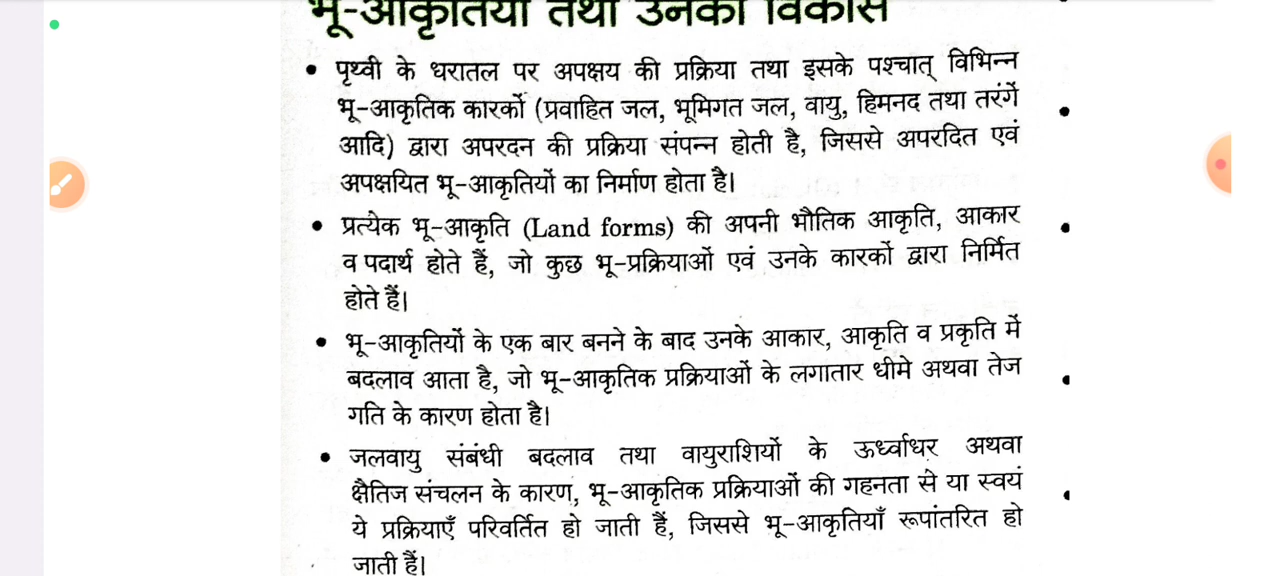 भू-आकृतियाँ तथा उनका विकास
• पृथ्वी के धरातल पर अपक्षय की प्रक्रिया तथा इसके पश्चात् विभिन्न
भू-आकृतिक कारकों (प्रवाहित जल, भूमिगत जल, वायु, हिमनद तथा तरंगें
आदि) द्वारा अपरदन की प्रक्रिया संपन्न होती है, जिससे अपरदित एवं
अपक्षयित भू-आकृतियों का निर्माण होता है।
• प्रत्येक भू-आकृति (Land forms) की अपनी भौतिक आकृति, आकार
व पदार्थ होते हैं, जो कुछ भू-प्रक्रियाओं एवं उनके कारकों द्वारा निर्मित
होते हैं।
• भू-आकृतियों के एक बार बनने के बाद उनके आकार, आकृति व प्रकृति में
बदलाव आता है, जो भू-आकृतिक प्रक्रियाओं के लगातार धीमे अथवा तेज
गति के कारण होता है।
• जलवायु संबंधी बदलाव तथा वायुराशियों के ऊर्ध्वाधर अथवा
क्षैतिज संचलन के कारण, भू-आकृतिक प्रक्रियाओं की गहनता से या स्वयं
ये प्रक्रियाएँ परिवर्तित हो जाती हैं, जिससे भू-आकृतियाँ रूपांतरित हो
जाती हैं।